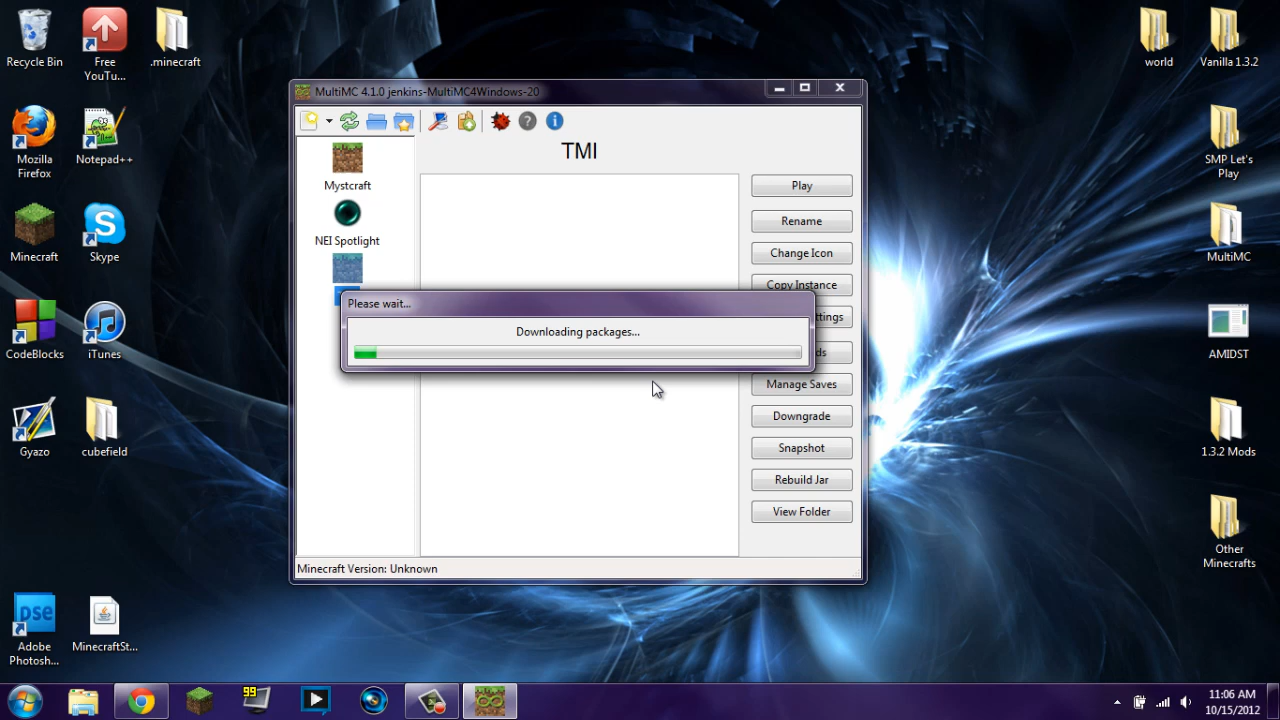 Recycle Bin
Free
YouTu...
.minecraft
Mozilla
Firefox
Notepad++
Minecraft
Skype
CodeBlocks
iTunes
Gyazo
cubefield
pse
Adobe
Photosh...
MinecraftSt...
MultiMC 4.1.0 jenkins-MultiMC4Windows-20
Mystcraft
NEI Spotlight
TMI
Play
Rename
Change Icon
Copy Instance
Please wait...
Downloading packages...
Manage Saves
Downgrade
Snapshot
Rebuild Jar
View Folder
Minecraft Version: Unknown
world
Vanilla 1.3.2
SMP Let's
Play
MultiMC
AMIDST
1.3.2 Mods
Other
Minecrafts
99
11:06 AM
10/15/2012